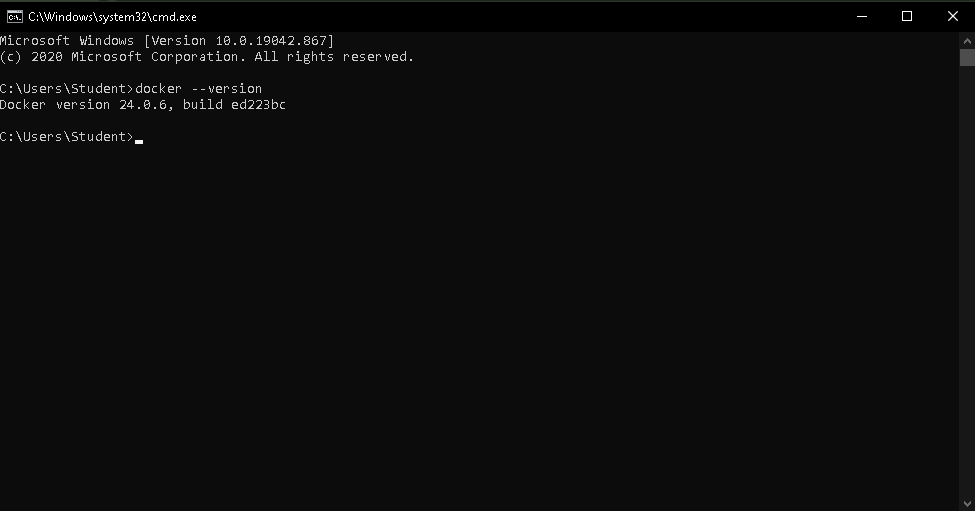 C:\Windows\system32\cmd.exe
Microsoft Windows [Version 10.0.19042.867]
(c) 2020 Microsoft Corporation. All rights reserved.
C:\Users\Student>docker --version
Docker version 24.0.6, build ed223bc
C:\Users\Student>